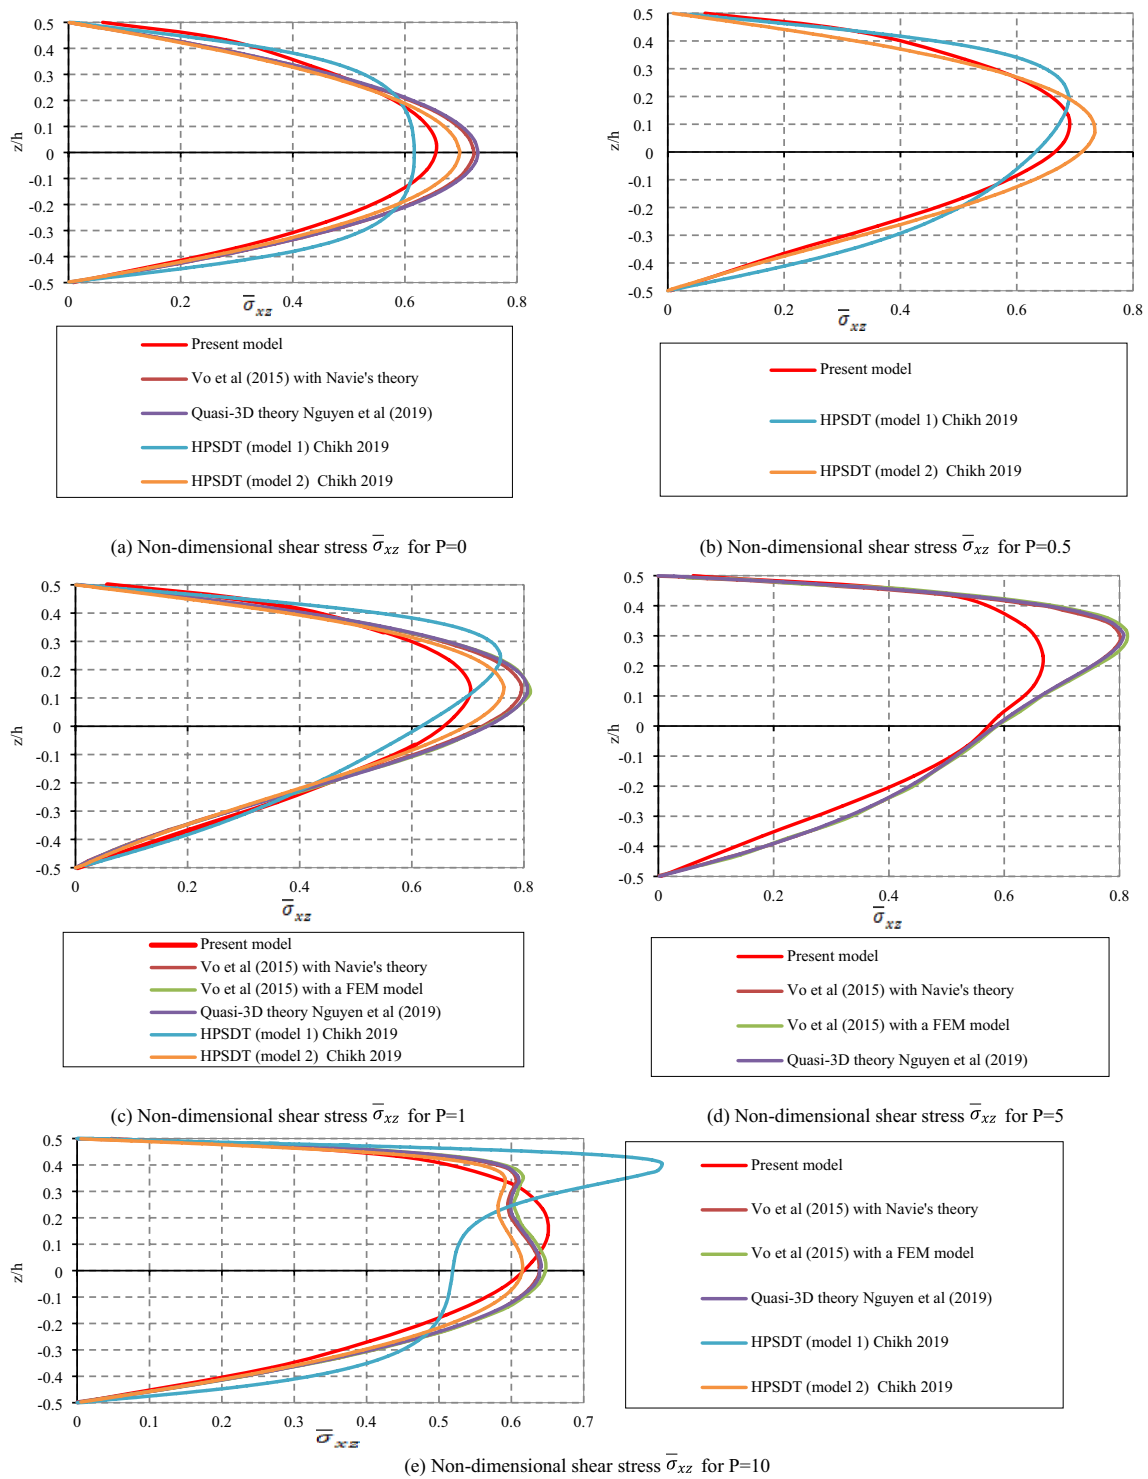 0.5
0.4
0.3
0.2
0.1
0
-0.1
-0.2
-0.3
-0.4
-0.5
z/h
0 0.2 0.4 0.6 0.8
σ̅xz
Present model
Vo et al (2015) with Navie's theory
Quasi-3D theory Nguyen et al (2019)
HPSDT (model 1) Chikh 2019
HPSDT (model 2) Chikh 2019
(a) Non-dimensional shear stress σ̅xz for P=0
0.5
0.4
0.3
0.2
0.1
0
-0.1
-0.2
-0.3
-0.4
-0.5
z/h
0 0.2 0.4 0.6 0.8
σ̅xz
Present model
HPSDT (model 1) Chikh 2019
HPSDT (model 2) Chikh 2019
(b) Non-dimensional shear stress σ̅xz for P=0.5
0.5
0.4
0.3
0.2
0.1
0
-0.1
-0.2
-0.3
-0.4
-0.5
z/h
0 0.2 0.4 0.6 0.8
σ̅xz
Present model
Vo et al (2015) with Navie's theory
Vo et al (2015) with a FEM model
Quasi-3D theory Nguyen et al (2019)
HPSDT (model 1) Chikh 2019
HPSDT (model 2) Chikh 2019
(c) Non-dimensional shear stress σ̅xz for P=1
0.5
0.4
0.3
0.2
0.1
0
-0.1
-0.2
-0.3
-0.4
-0.5
z/h
0 0.2 0.4 0.6 0.8
σ̅xz
Present model
Vo et al (2015) with Navie's theory
Vo et al (2015) with a FEM model
Quasi-3D theory Nguyen et al (2019)
(d) Non-dimensional shear stress σ̅xz for P=5
0.5
0.4
0.3
0.2
0.1
0
-0.1
-0.2
-0.3
-0.4
-0.5
z/h
0 0.1 0.2 0.3 0.4 0.5 0.6 0.7
σ̅xz
Present model
Vo et al (2015) with Navie's theory
Vo et al (2015) with a FEM model
Quasi-3D theory Nguyen et al (2019)
HPSDT (model 1) Chikh 2019
HPSDT (model 2) Chikh 2019
(e) Non-dimensional shear stress σ̅xz for P=10